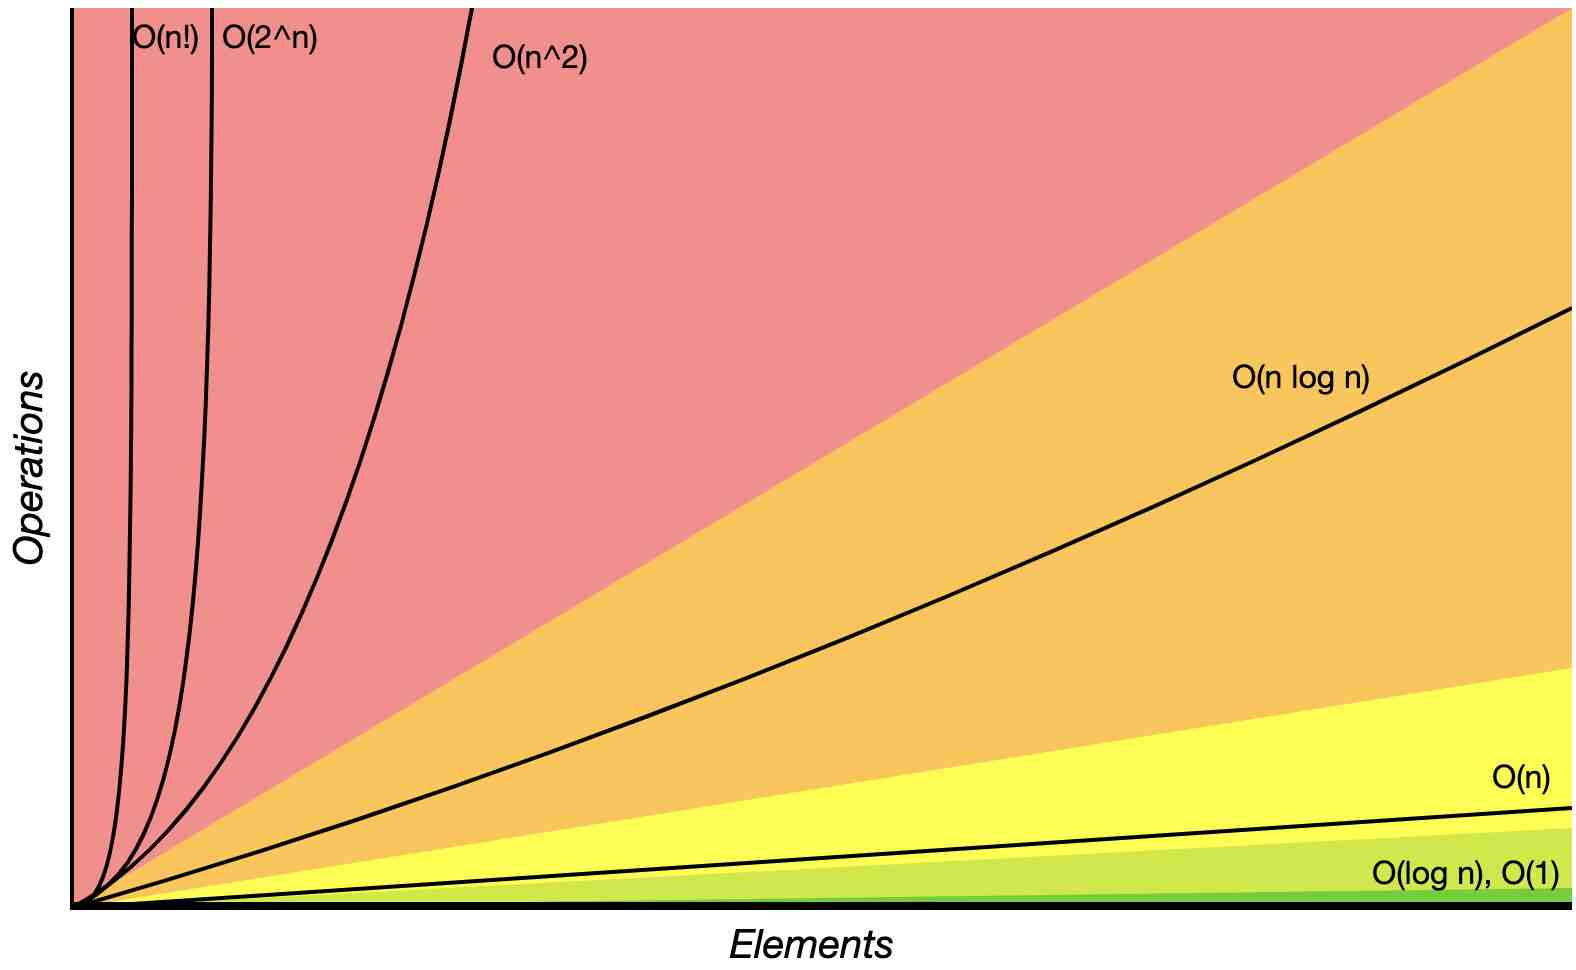 O(n!)
O(2^n)
O(n^2)
O(n log n)
O(n)
O(log n), O(1)
Operations
Elements